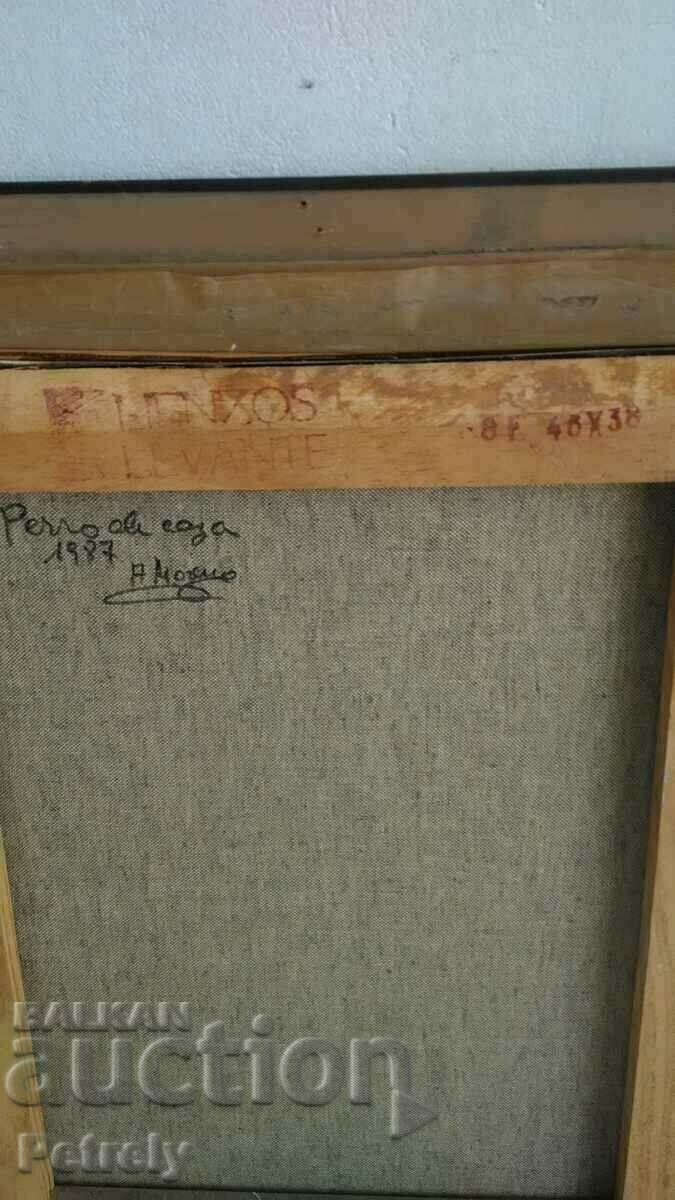 LIENZOS
LEVANTE
8F 46X38
Perro de caza
1987
A Moreno
BALKAN
auction
Petrely